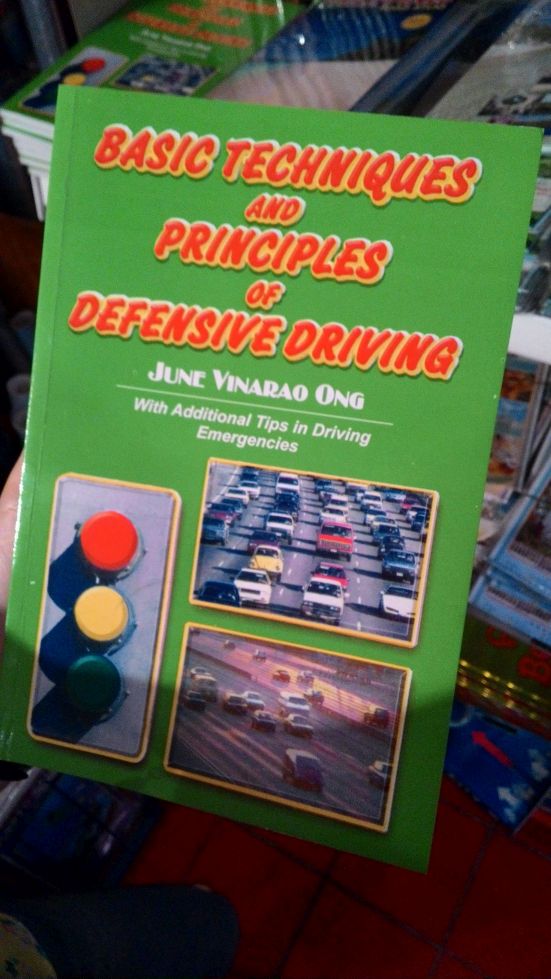 BASIC TECHNIQUES
AND
PRINCIPLES
OF
DEFENSIVE DRIVING
JUNE VINARAO ONG
With Additional Tips in Driving
Emergencies